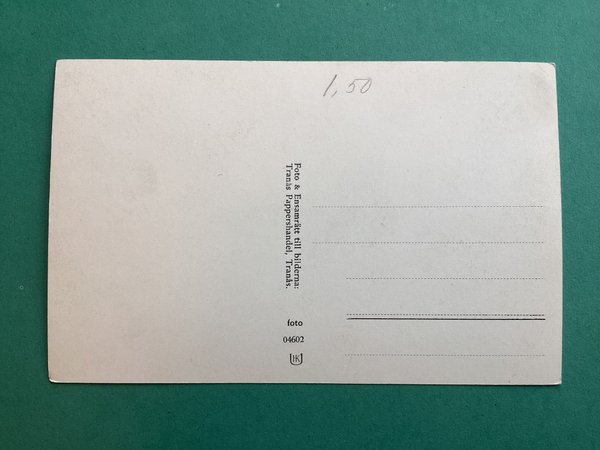 1,50
Foto & Ensamrätt till bilderna:
Tranås Pappershandel, Tranås.
foto
04602